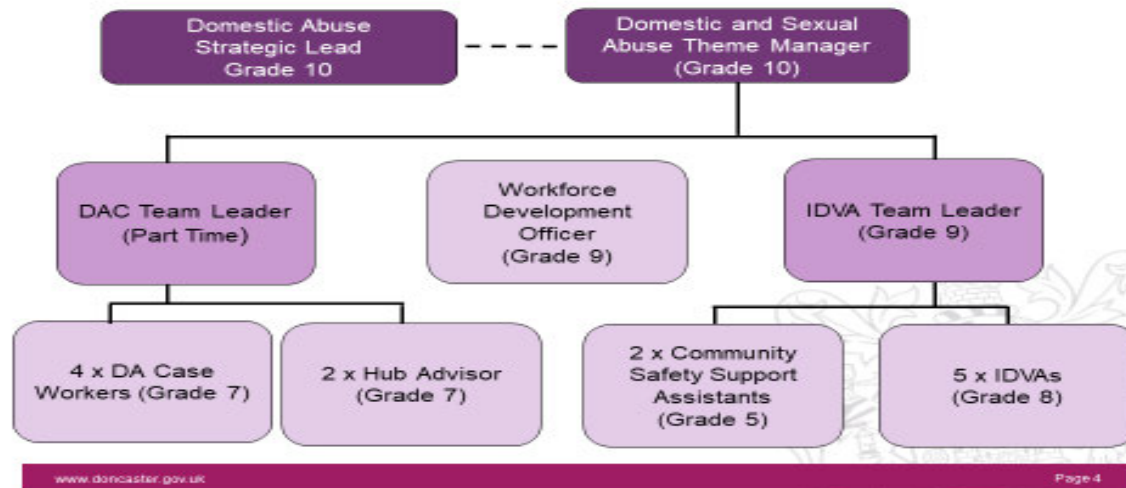 Domestic Abuse
Strategic Lead
Grade 10
Domestic and Sexual
Abuse Theme Manager
(Grade 10)
DAC Team Leader
(Part Time)
Workforce
Development
Officer
(Grade 9)
IDVA Team Leader
(Grade 9)
4 x DA Case
Workers (Grade 7)
2 x Hub Advisor
(Grade 7)
2 x Community
Safety Support
Assistants
(Grade 5)
5 x IDVAs
(Grade 8)
www.doncaster.gov.uk
Page 4